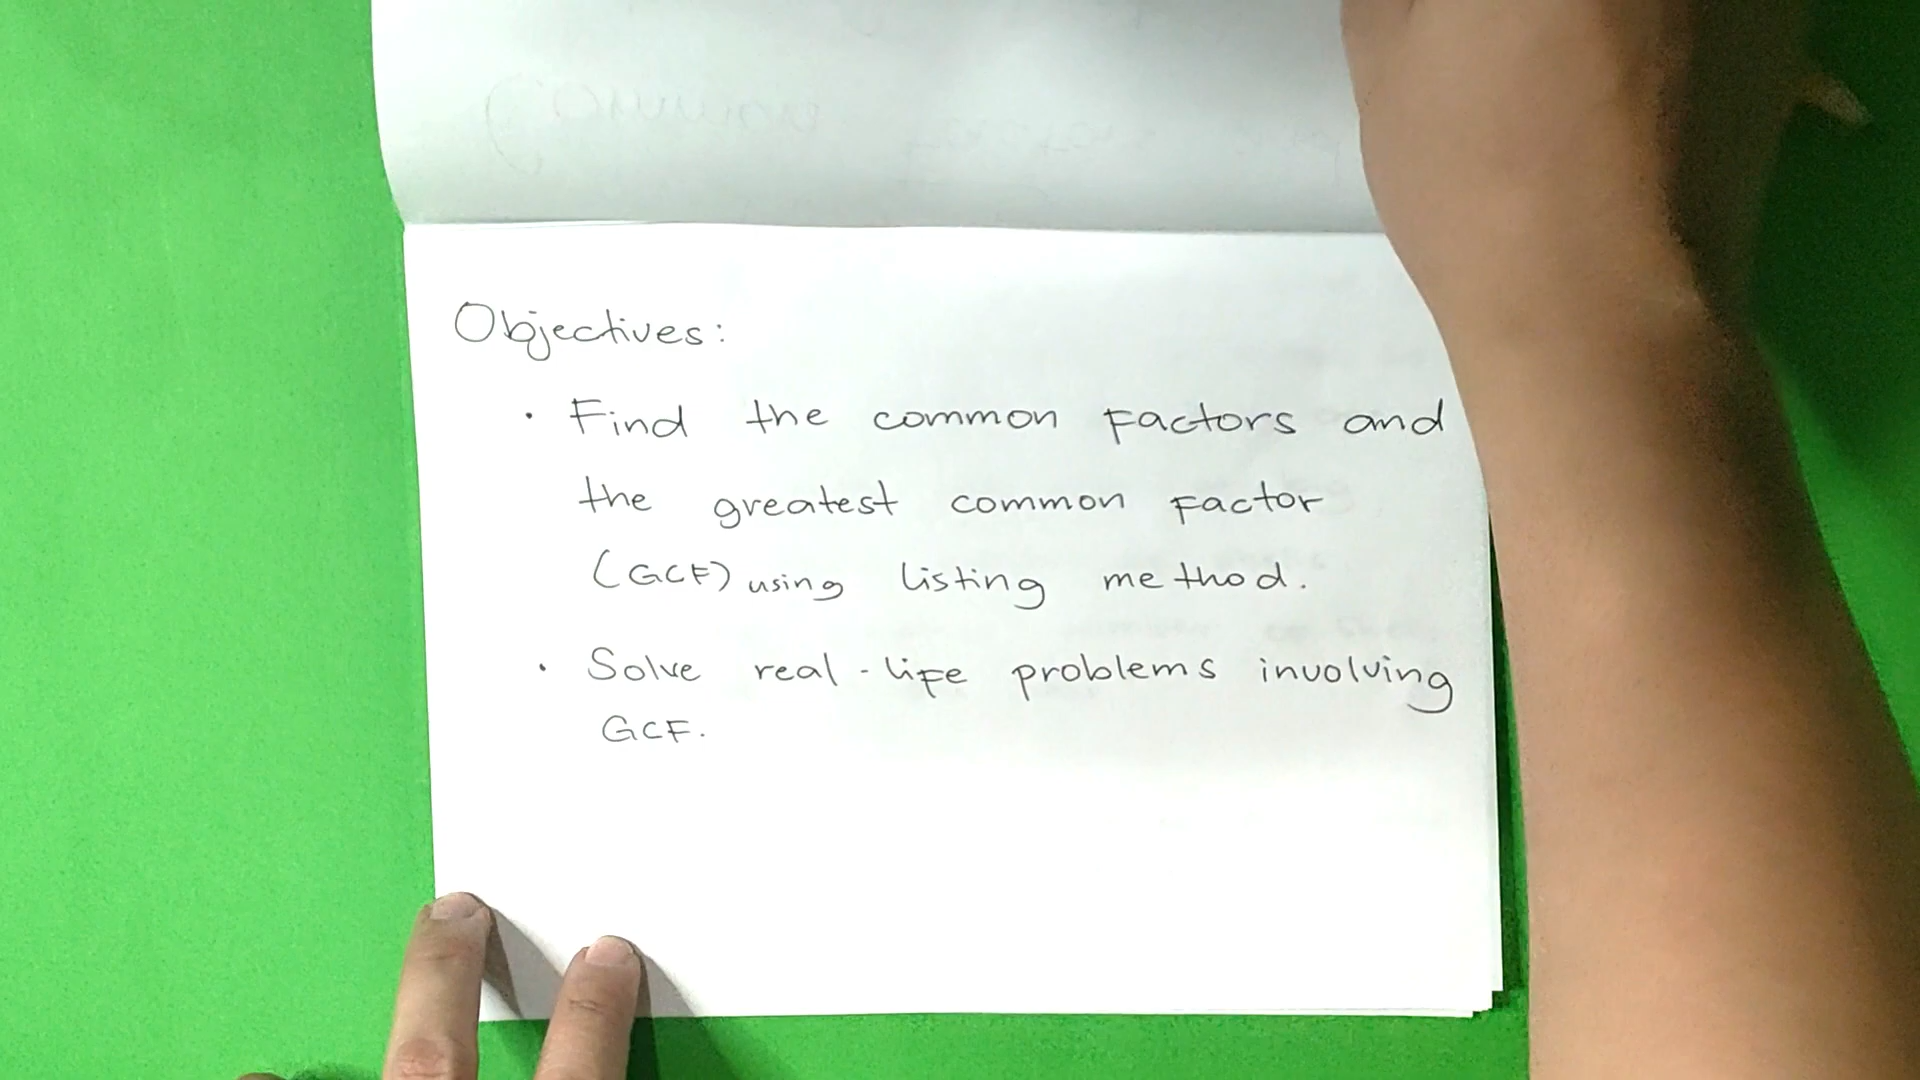 Objectives:
• Find the common factors and
the greatest common factor
(GCF) using listing method.
• Solve real-life problems involving
GCF.